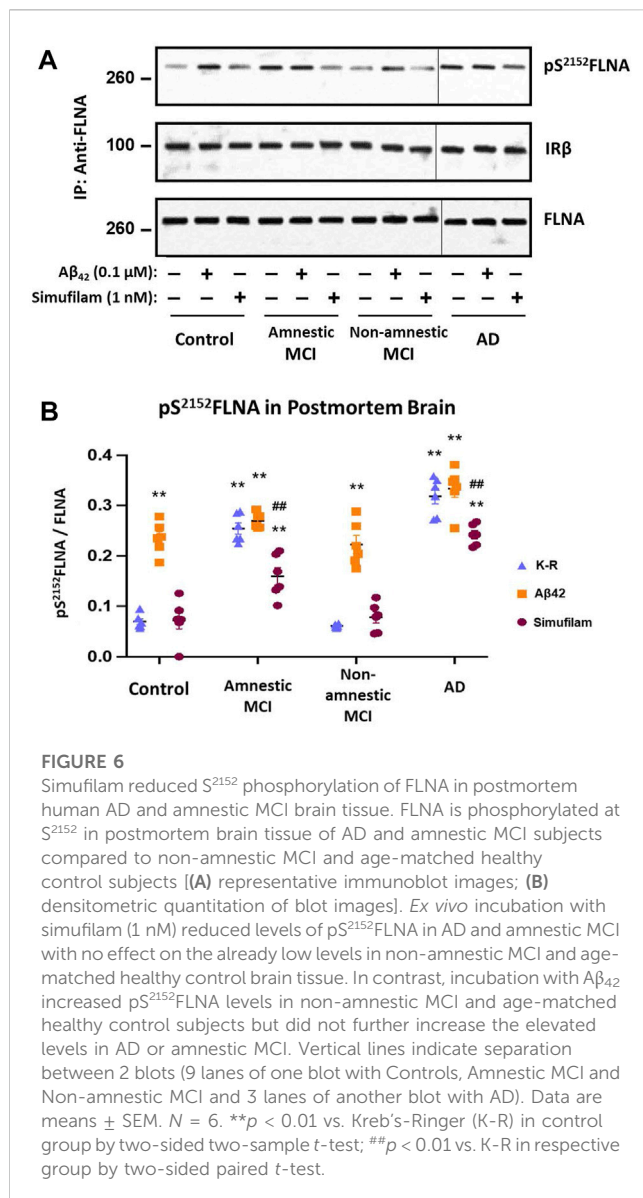 A
pS²¹⁵²FLNA
260 –
IP: Anti-FLNA
100 –
IRβ
260 –
FLNA
Aβ₄₂ (0.1 µM): – + – – + – – + – – + –
Simufilam (1 nM): – – + – – + – – + – – +
Control Amnestic MCI Non-amnestic MCI AD
B
pS²¹⁵²FLNA in Postmortem Brain
pS²¹⁵²FLNA / FLNA
0.4
0.3
0.2
0.1
0.0
** ** ** ## ** ** ** ** ## **
K-R
Aβ42
Simufilam
Control Amnestic MCI Non-amnestic MCI AD
FIGURE 6
Simufilam reduced S²¹⁵² phosphorylation of FLNA in postmortem
human AD and amnestic MCI brain tissue. FLNA is phosphorylated at
S²¹⁵² in postmortem brain tissue of AD and amnestic MCI subjects
compared to non-amnestic MCI and age-matched healthy
control subjects [(A) representative immunoblot images; (B)
densitometric quantitation of blot images]. Ex vivo incubation with
simufilam (1 nM) reduced levels of pS²¹⁵²FLNA in AD and amnestic MCI
with no effect on the already low levels in non-amnestic MCI and age-
matched healthy control brain tissue. In contrast, incubation with Aβ₄₂
increased pS²¹⁵²FLNA levels in non-amnestic MCI and age-matched
healthy control subjects but did not further increase the elevated
levels in AD or amnestic MCI. Vertical lines indicate separation
between 2 blots (9 lanes of one blot with Controls, Amnestic MCI and
Non-amnestic MCI and 3 lanes of another blot with AD). Data are
means ± SEM. N = 6. **p < 0.01 vs. Kreb's-Ringer (K-R) in control
group by two-sided two-sample t-test; ##p < 0.01 vs. K-R in respective
group by two-sided paired t-test.